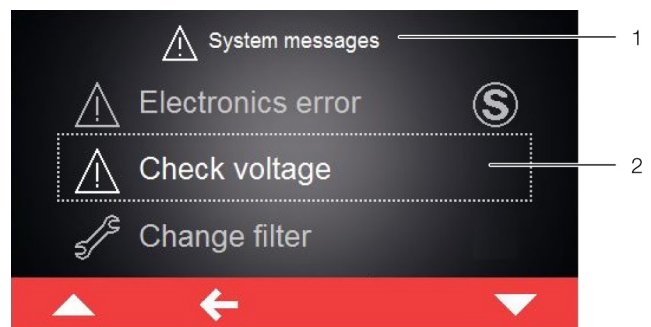 System messages
1
Electronics error
S
Check voltage
2
Change filter